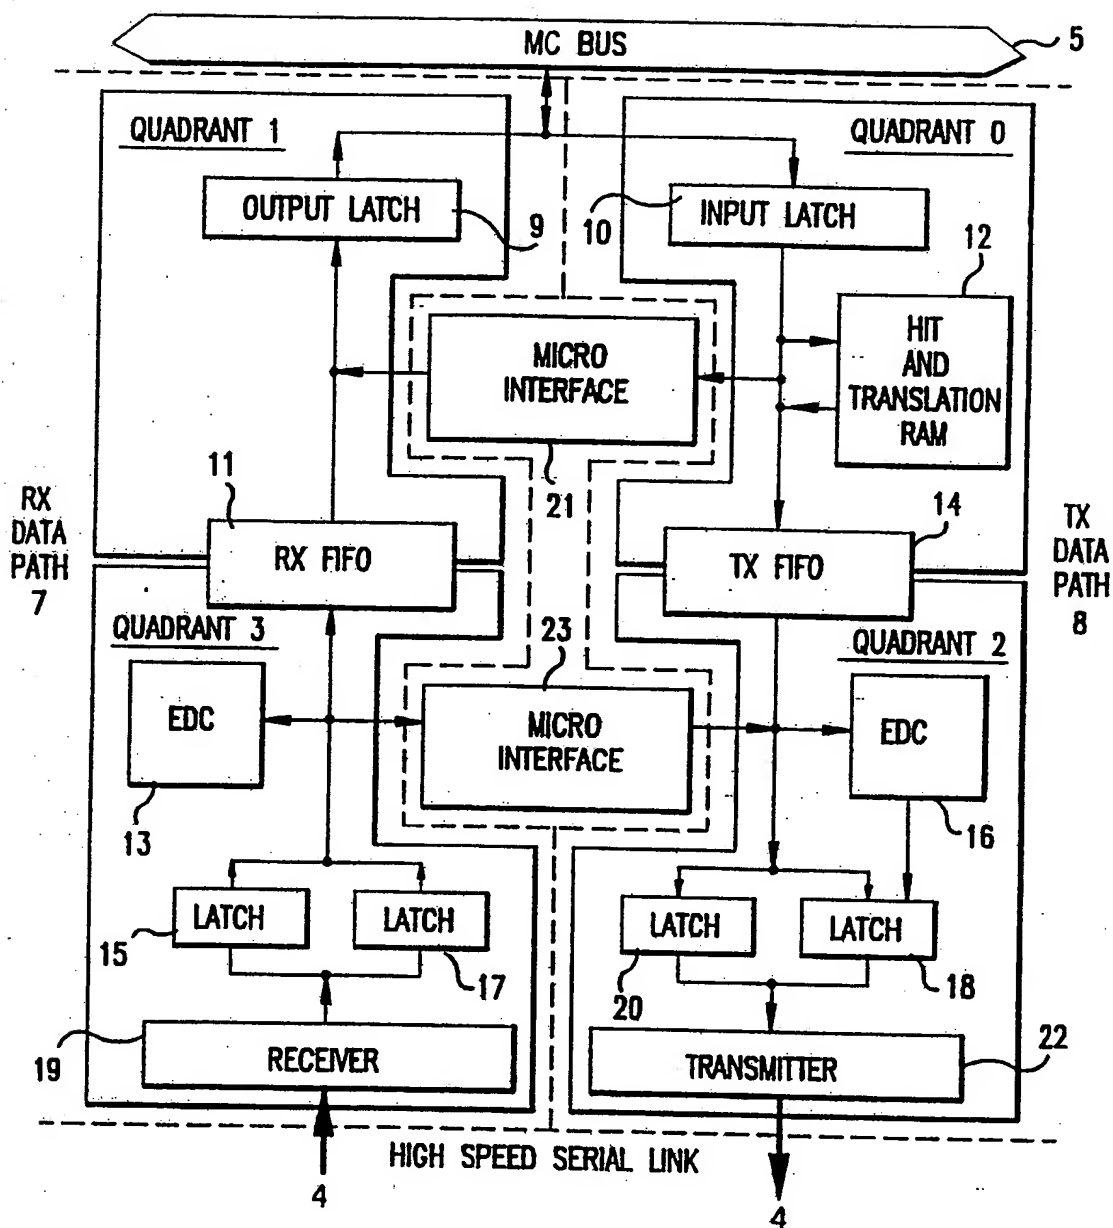 MC BUS
5
QUADRANT 1
QUADRANT 0
OUTPUT LATCH
9
10
INPUT LATCH
12
HIT
AND
TRANSLATION
RAM
MICRO
INTERFACE
21
11
RX
DATA
PATH
7
RX FIFO
14
TX FIFO
TX
DATA
PATH
8
QUADRANT 3
23
QUADRANT 2
EDC
13
MICRO
INTERFACE
EDC
16
LATCH
15
LATCH
17
LATCH
20
LATCH
18
19
RECEIVER
TRANSMITTER
22
HIGH SPEED SERIAL LINK
4
4